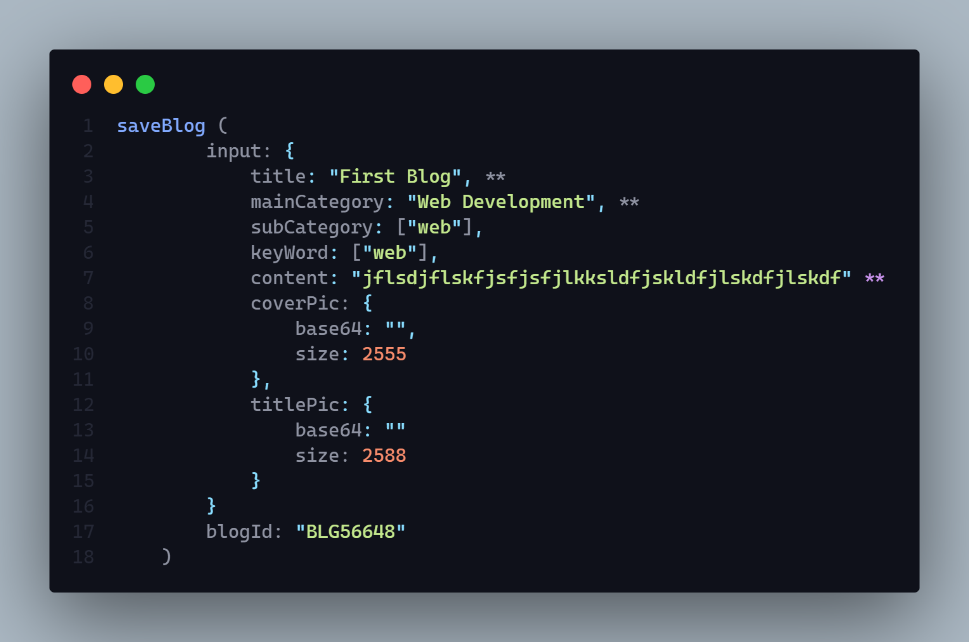 1 saveBlog (
2 input: {
3 title: "First Blog", **
4 mainCategory: "Web Development", **
5 subCategory: ["web"],
6 keyWord: ["web"],
7 content: "jflsdjflskfjsfjsfjlkksldfjskldfjlskdfjlskdf" **
8 coverPic: {
9 base64: "",
10 size: 2555
11 },
12 titlePic: {
13 base64: ""
14 size: 2588
15 }
16 }
17 blogId: "BLG56648"
18 )